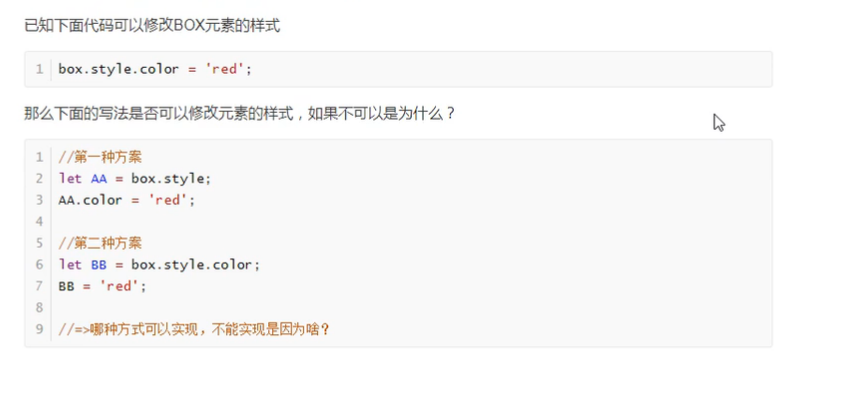 已知下面代码可以修改BOX元素的样式
1 box.style.color = 'red';
那么下面的写法是否可以修改元素的样式，如果不可以是为什么？
1 //第一种方案
2 let AA = box.style;
3 AA.color = 'red';
4
5 //第二种方案
6 let BB = box.style.color;
7 BB = 'red';
8
9 //=>哪种方式可以实现，不能实现是因为啥?